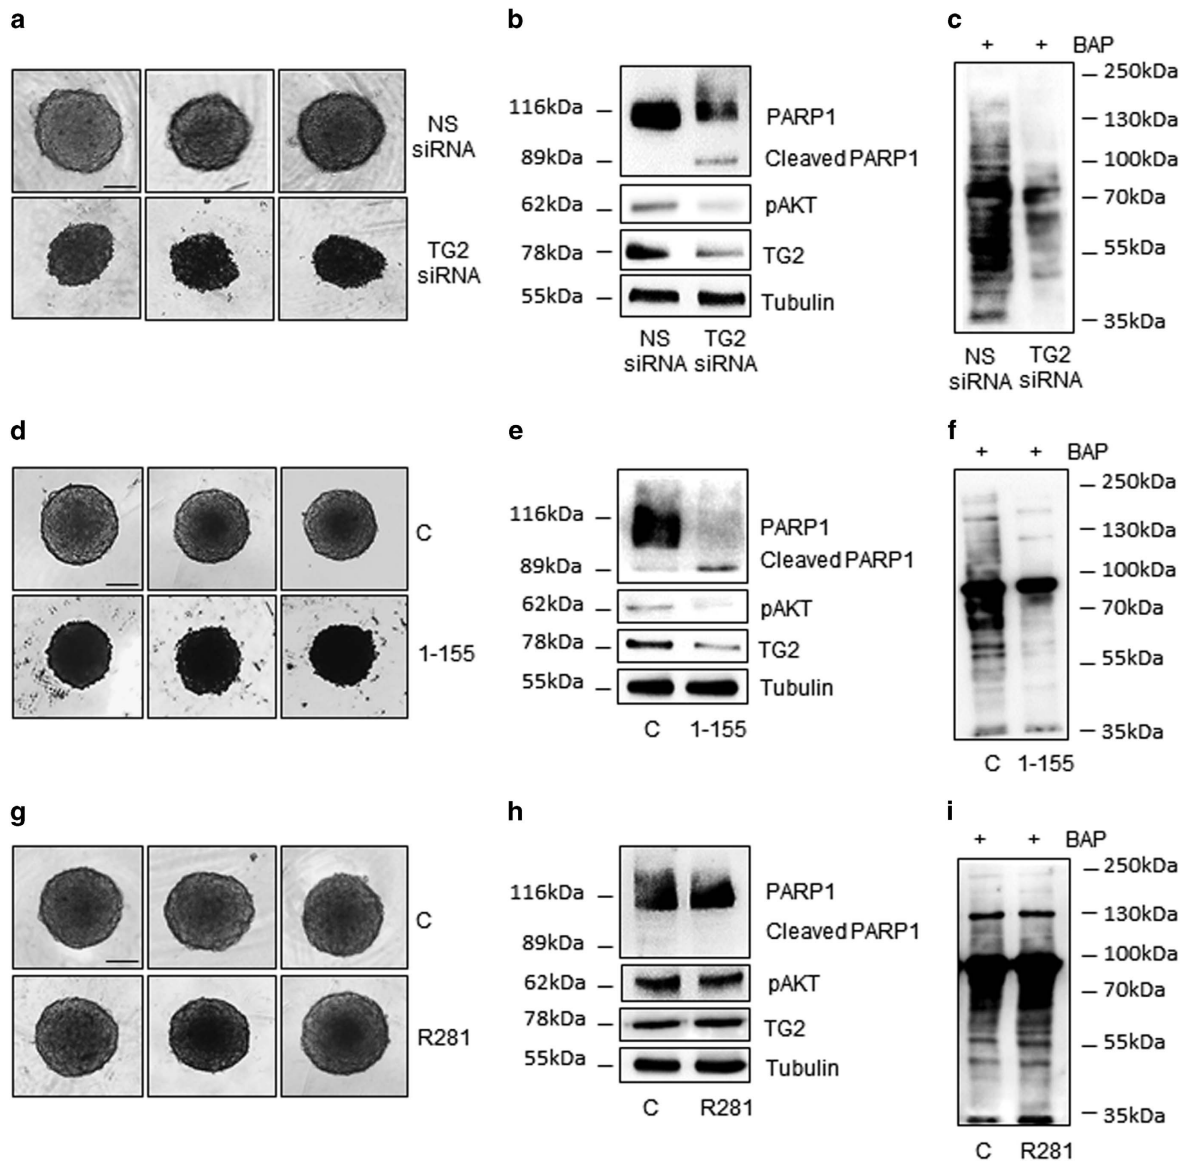 a
NS
siRNA
TG2
siRNA
b
116kDa
PARP1
89kDa
Cleaved PARP1
62kDa
pAKT
78kDa
TG2
55kDa
Tubulin
NS
siRNA
TG2
siRNA
c
+ + BAP
250kDa
130kDa
100kDa
70kDa
55kDa
35kDa
NS
siRNA
TG2
siRNA
d
C
1-155
e
116kDa
PARP1
Cleaved PARP1
89kDa
62kDa
pAKT
78kDa
TG2
55kDa
Tubulin
C 1-155
f
+ + BAP
250kDa
130kDa
100kDa
70kDa
55kDa
35kDa
C 1-155
g
C
R281
h
116kDa
PARP1
Cleaved PARP1
89kDa
62kDa
pAKT
78kDa
TG2
55kDa
Tubulin
C R281
i
+ + BAP
250kDa
130kDa
100kDa
70kDa
55kDa
35kDa
C R281